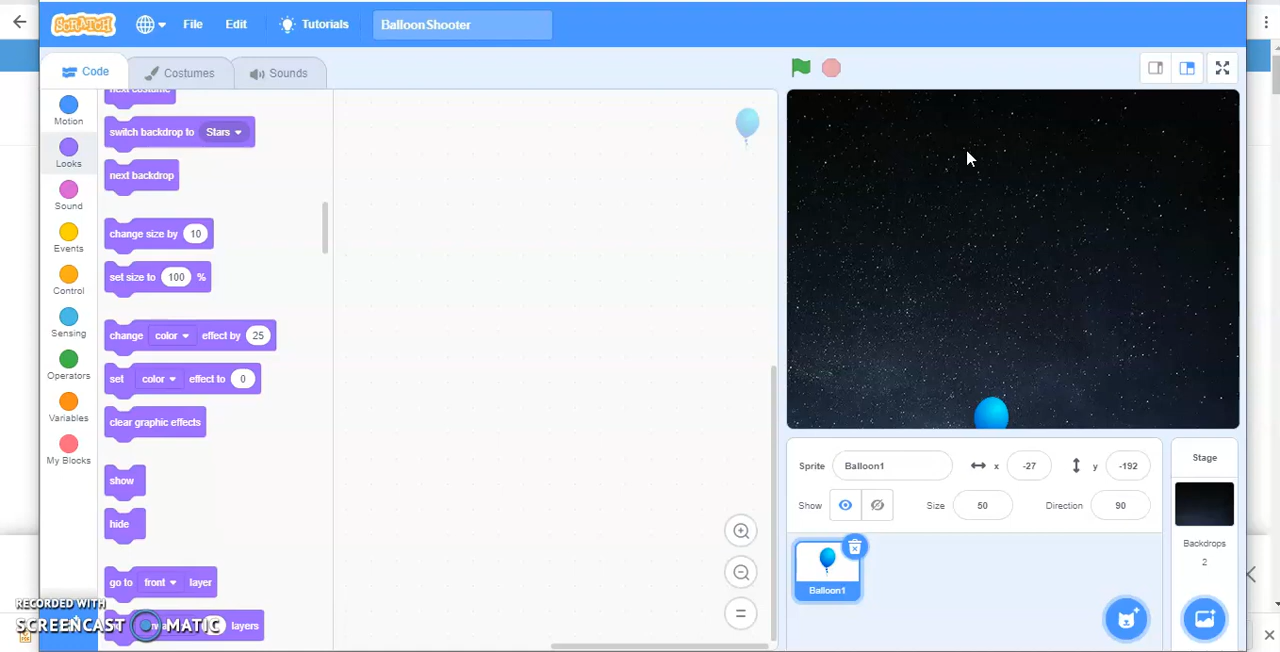 SCRATCH File Edit Tutorials BalloonShooter
Code Costumes Sounds
Motion
Looks
Sound
Events
Control
Sensing
Operators
Variables
My Blocks
next costume
switch backdrop to Stars
next backdrop
change size by 10
set size to 100 %
change color effect by 25
set color effect to 0
clear graphic effects
show
hide
go to front layer
layers
Sprite Balloon1 x -27 y -192
Show Size 50 Direction 90
Balloon1
Stage
Backdrops
2
RECORDED WITH
SCREENCAST MATIC